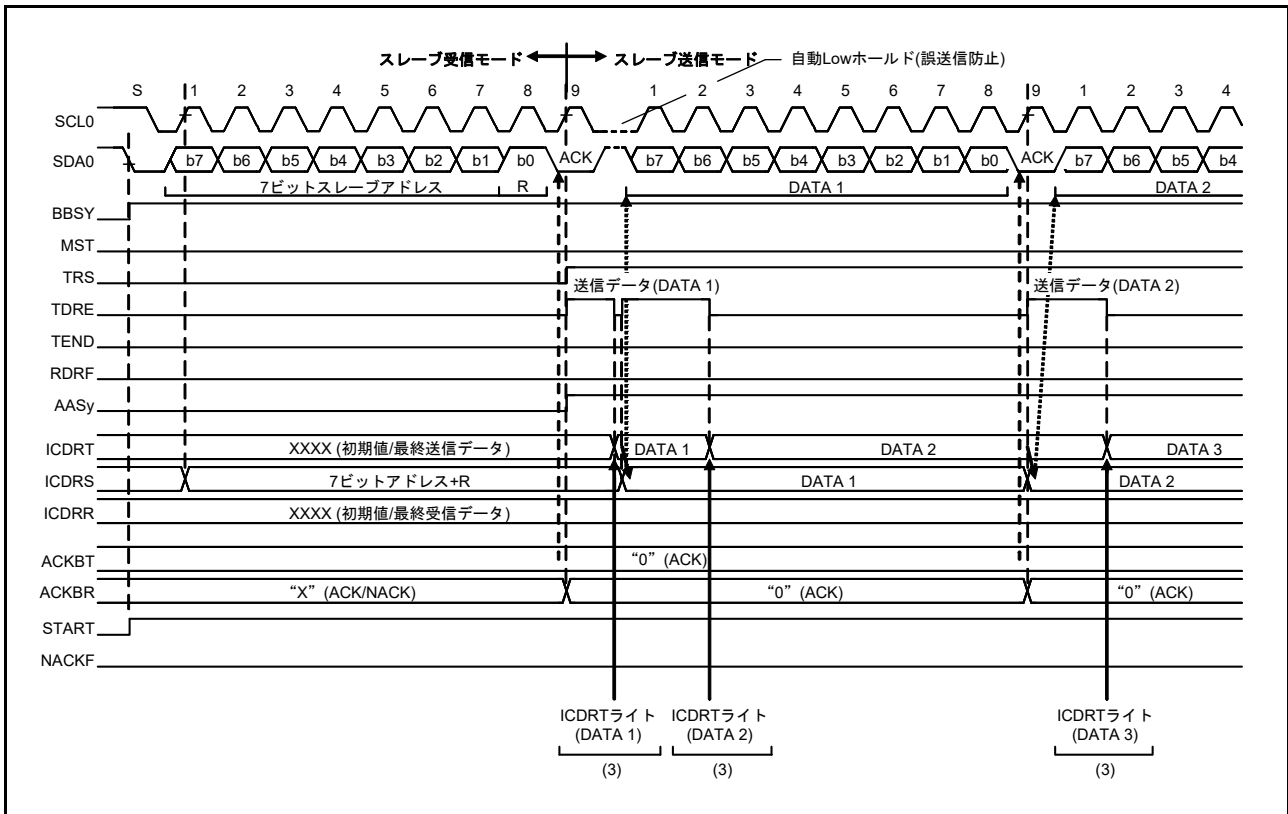 スレーブ受信モード スレーブ送信モード 自動Lowホールド(誤送信防止)
S 1 2 3 4 5 6 7 8 9 1 2 3 4 5 6 7 8 9 1 2 3 4
SCL0
SDA0 b7 b6 b5 b4 b3 b2 b1 b0 ACK b7 b6 b5 b4 b3 b2 b1 b0 ACK b7 b6 b5 b4
7ビットスレーブアドレス R DATA 1 DATA 2
BBSY
MST
TRS
送信データ(DATA 1) 送信データ(DATA 2)
TDRE
TEND
RDRF
AASy
ICDRT XXXX (初期値/最終送信データ) DATA 1 DATA 2 DATA 3
ICDRS 7ビットアドレス+R DATA 1 DATA 2
ICDRR XXXX (初期値/最終受信データ)
ACKBT “0” (ACK)
ACKBR “X” (ACK/NACK) “0” (ACK) “0” (ACK)
START
NACKF
ICDRTライト ICDRTライト ICDRTライト
(DATA 1) (DATA 2) (DATA 3)
(3) (3) (3)